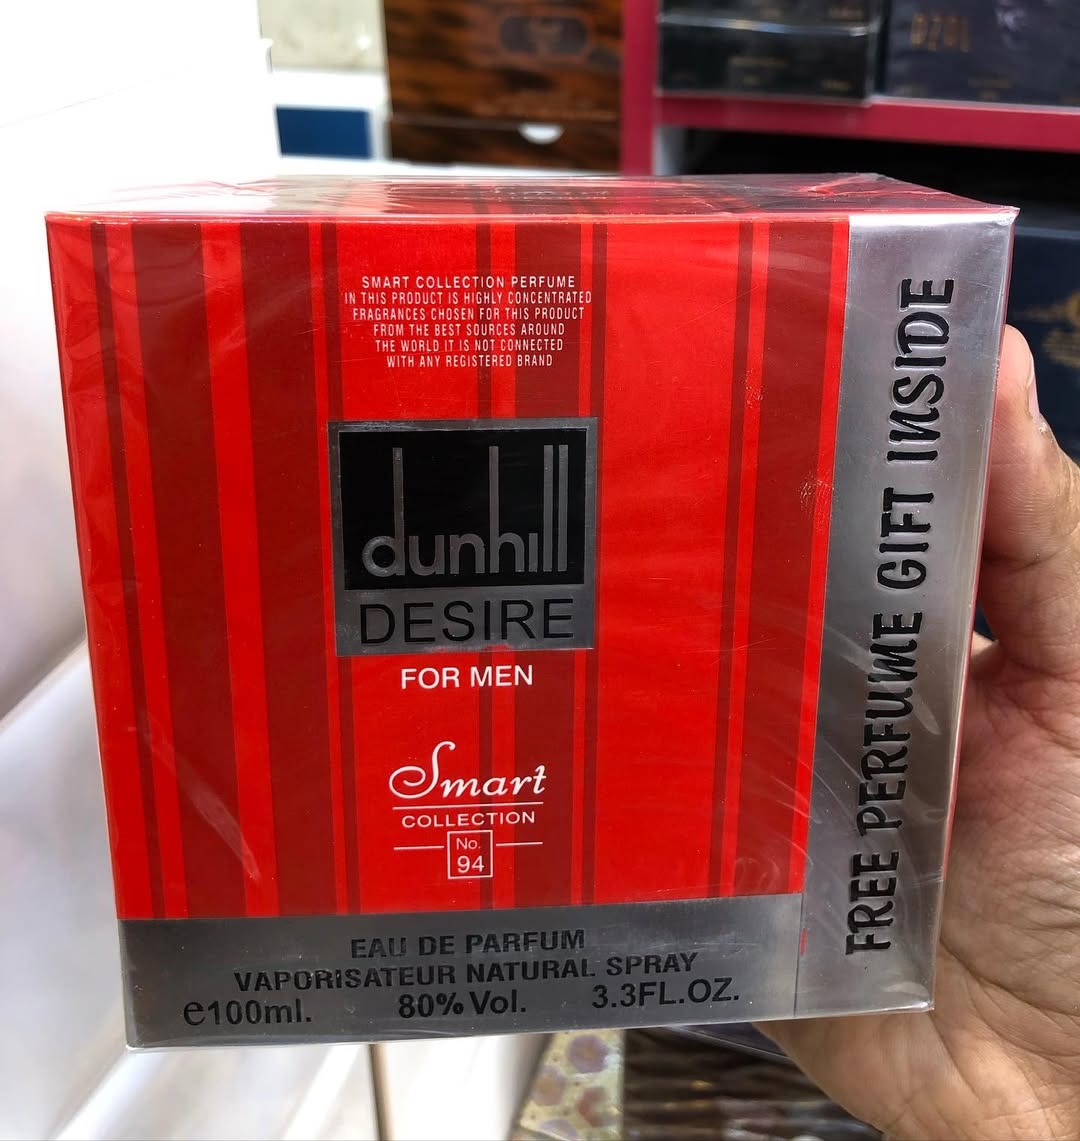 SMART COLLECTION PERFUME
IN THIS PRODUCT IS HIGHLY CONCENTRATED
FRAGRANCES CHOSEN FOR THIS PRODUCT
FROM THE BEST SOURCES AROUND
THE WORLD IT IS NOT CONNECTED
WITH ANY REGISTERED BRAND
dunhill
DESIRE
FOR MEN
Smart
COLLECTION
No.
94
EAU DE PARFUM
VAPORISATEUR NATURAL SPRAY
e100ml. 80% Vol. 3.3FL.OZ.
FREE PERFUME GIFT INSIDE